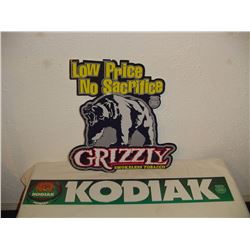 Low Price
No Sacrifice
GRIZZLY
SMOKELESS TOBACCO
KODIAK